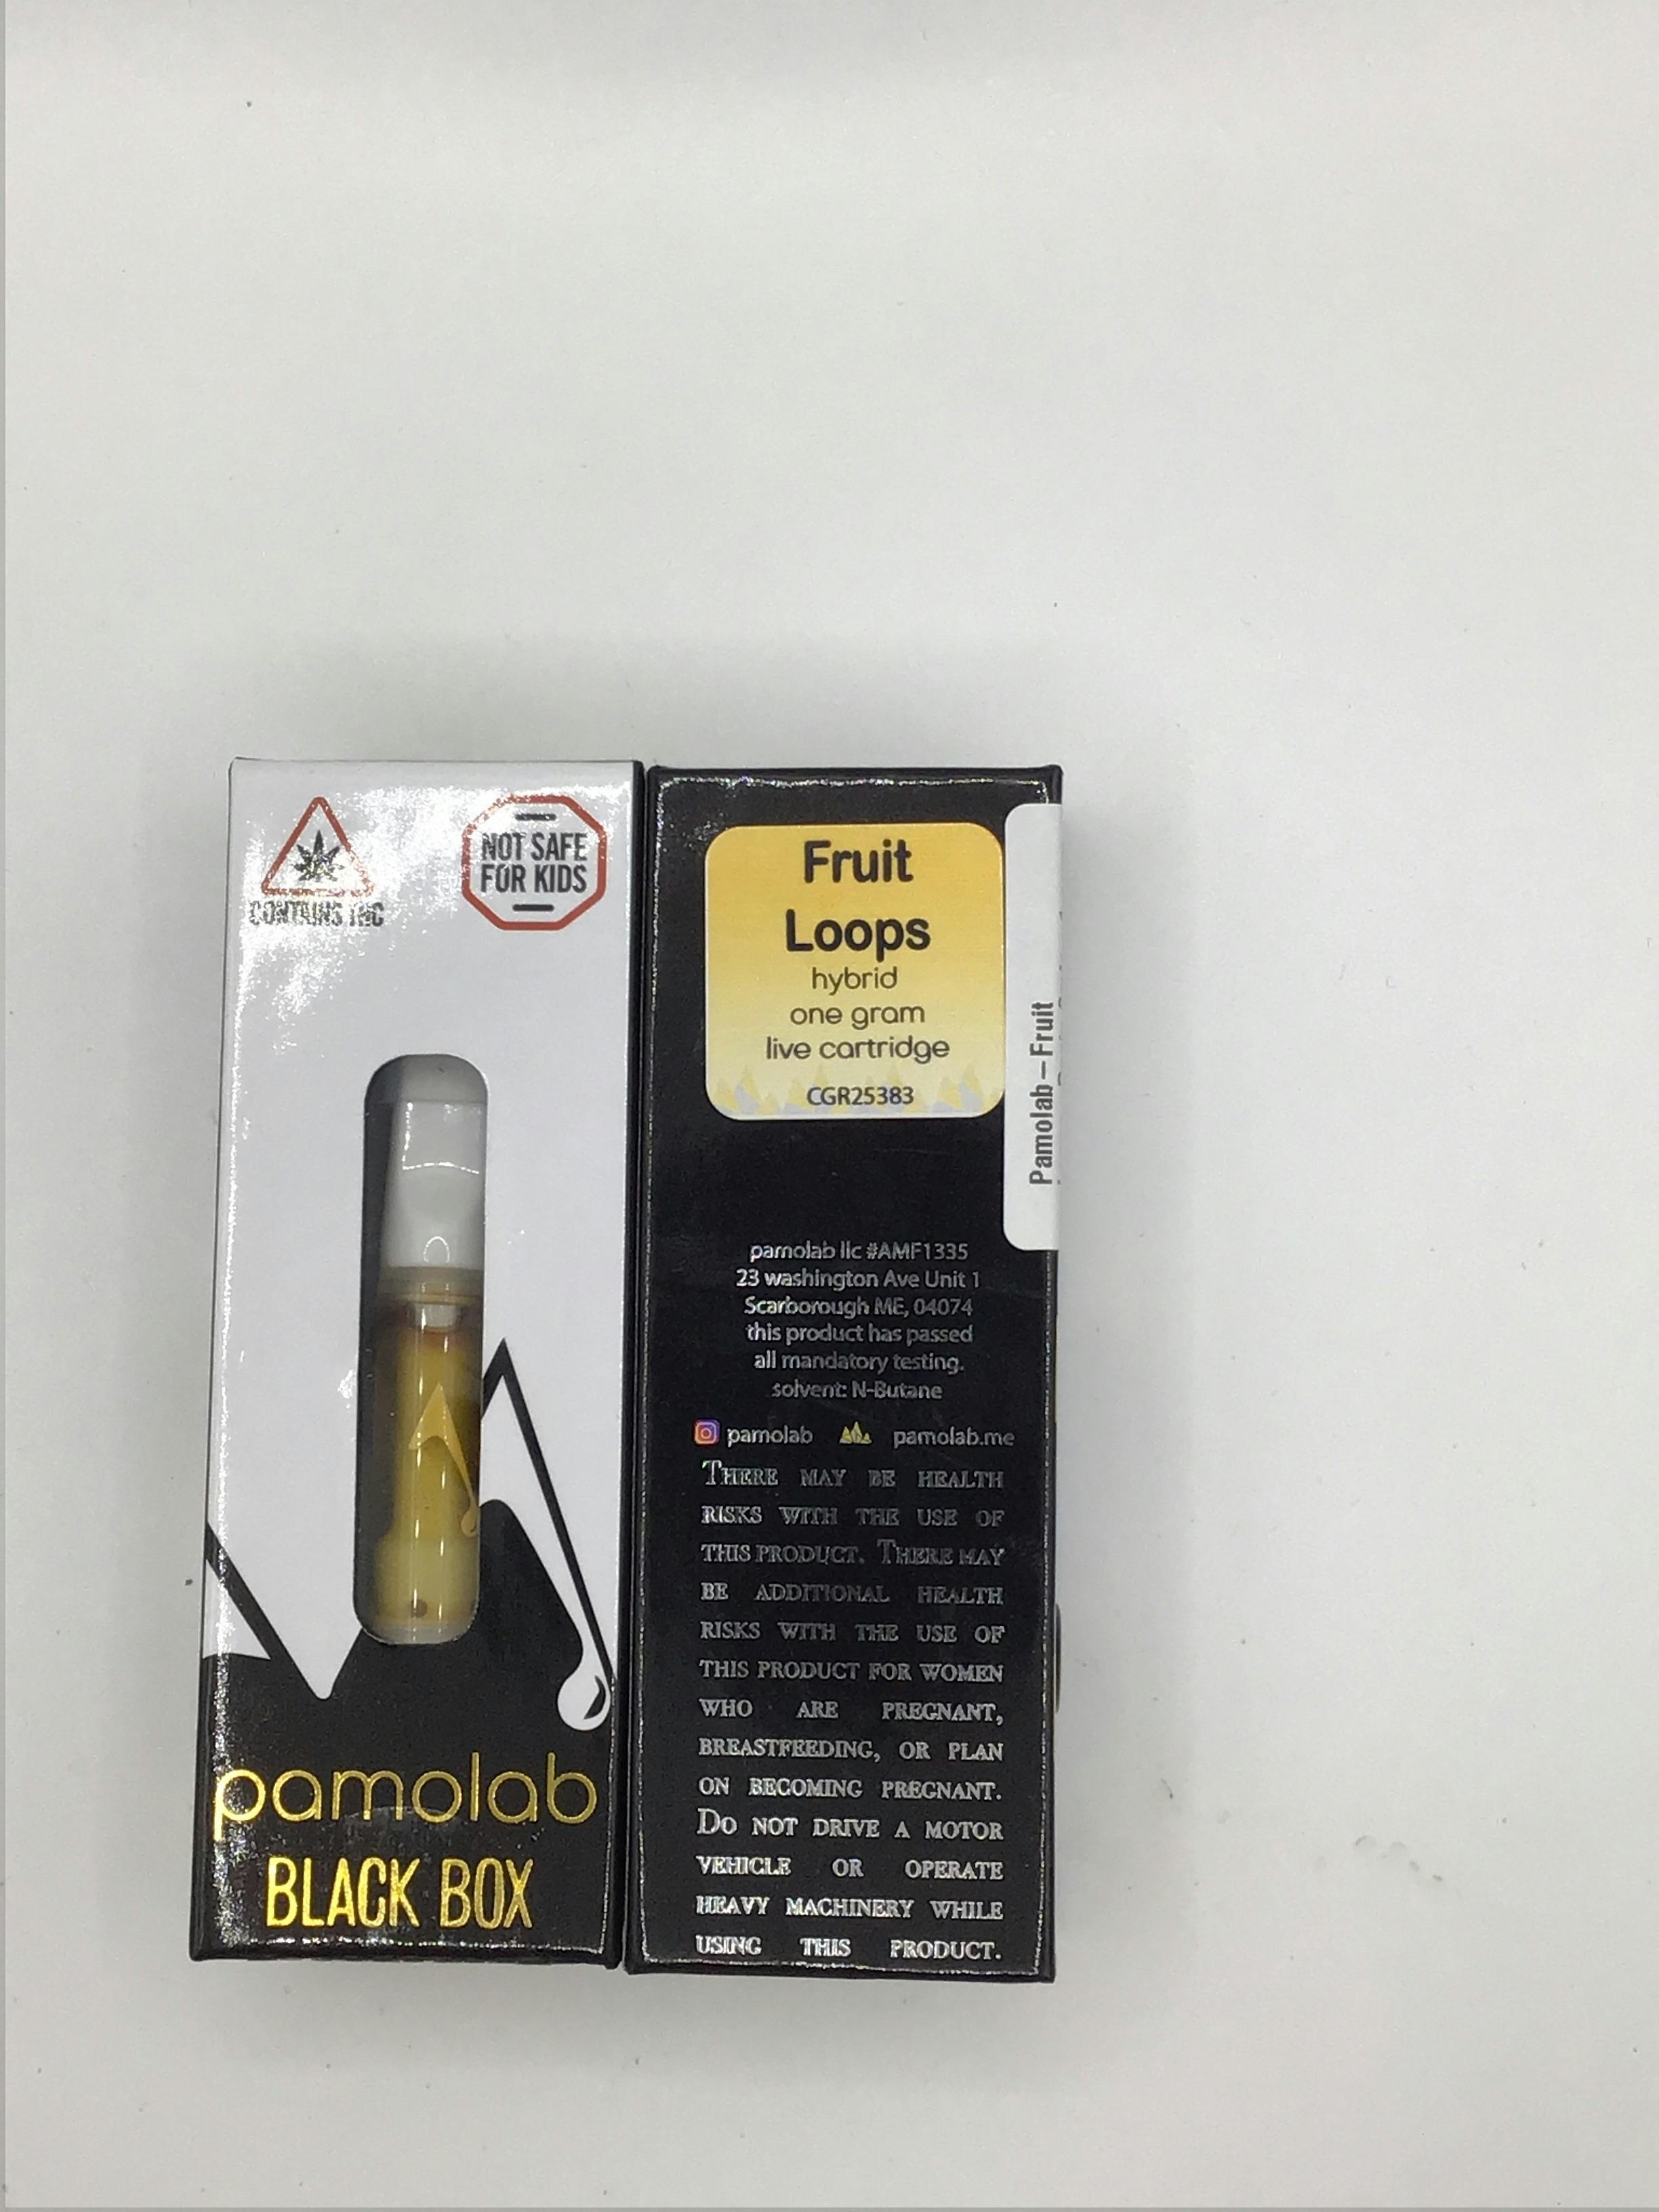 CONTAINS THC
NOT SAFE
FOR KIDS
pamolab
BLACK BOX
Fruit
Loops
hybrid
one gram
live cartridge
CGR25383
Pamolab – Fruit
pamolab llc #AMF1335
23 washington Ave Unit 1
Scarborough ME, 04074
this product has passed
all mandatory testing.
solvent: N-Butane
pamolab pamolab.me
THERE MAY BE HEALTH
RISKS WITH THE USE OF
THIS PRODUCT. THERE MAY
BE ADDITIONAL HEALTH
RISKS WITH THE USE OF
THIS PRODUCT FOR WOMEN
WHO ARE PREGNANT,
BREASTFEEDING, OR PLAN
ON BECOMING PREGNANT.
DO NOT DRIVE A MOTOR
VEHICLE OR OPERATE
HEAVY MACHINERY WHILE
USING THIS PRODUCT.